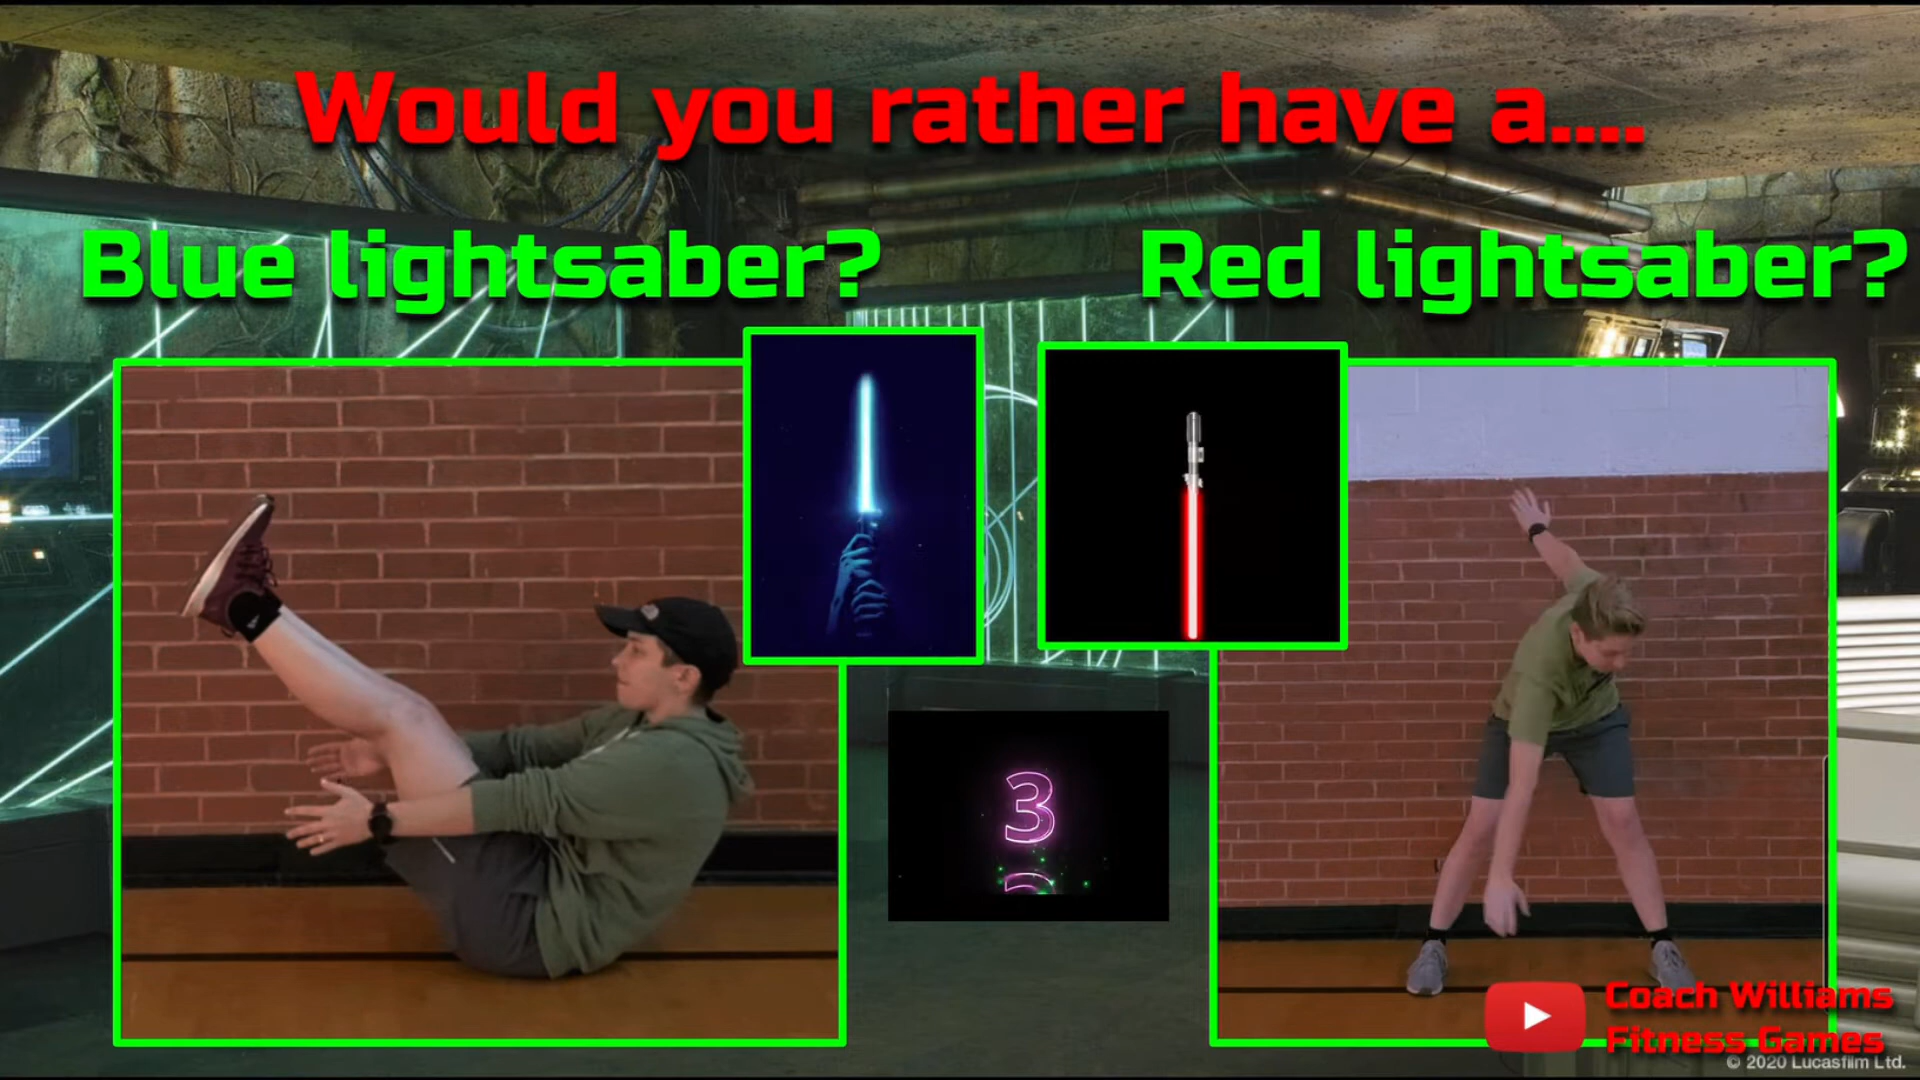 Would you rather have a....
Blue lightsaber?
Red lightsaber?
3
Coach Williams
Fitness Games
© 2020 Lucasfilm Ltd.